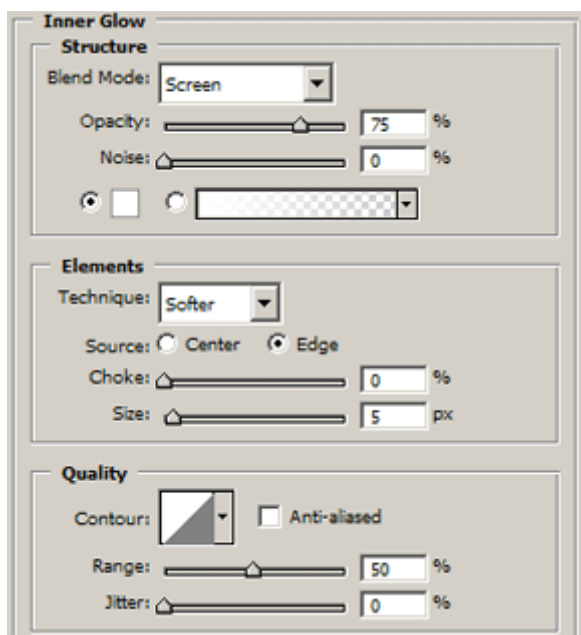 Inner Glow
Structure
Blend Mode: Screen
Opacity: 75 %
Noise: 0 %
Elements
Technique: Softer
Source: Center Edge
Choke: 0 %
Size: 5 px
Quality
Contour: Anti-aliased
Range: 50 %
Jitter: 0 %